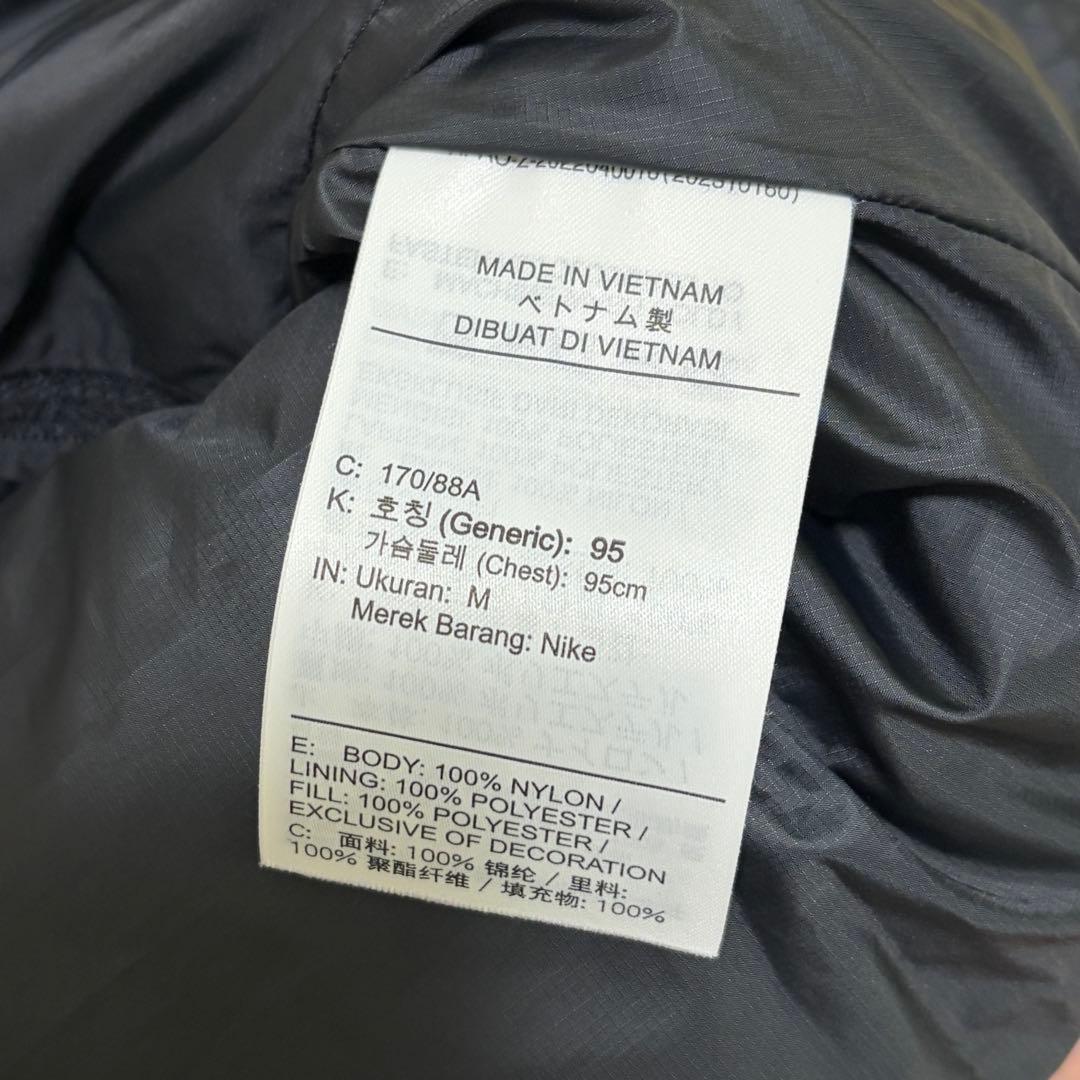 MADE IN VIETNAM
ベトナム製
DIBUAT DI VIETNAM
C: 170/88A
K: 호칭 (Generic): 95
가슴둘레 (Chest): 95cm
IN: Ukuran: M
Merek Barang: Nike
E: BODY: 100% NYLON /
LINING: 100% POLYESTER /
FILL: 100% POLYESTER /
EXCLUSIVE OF DECORATION
C: 面料: 100% 锦纶 / 里料:
100% 聚酯纤维 / 填充物: 100%